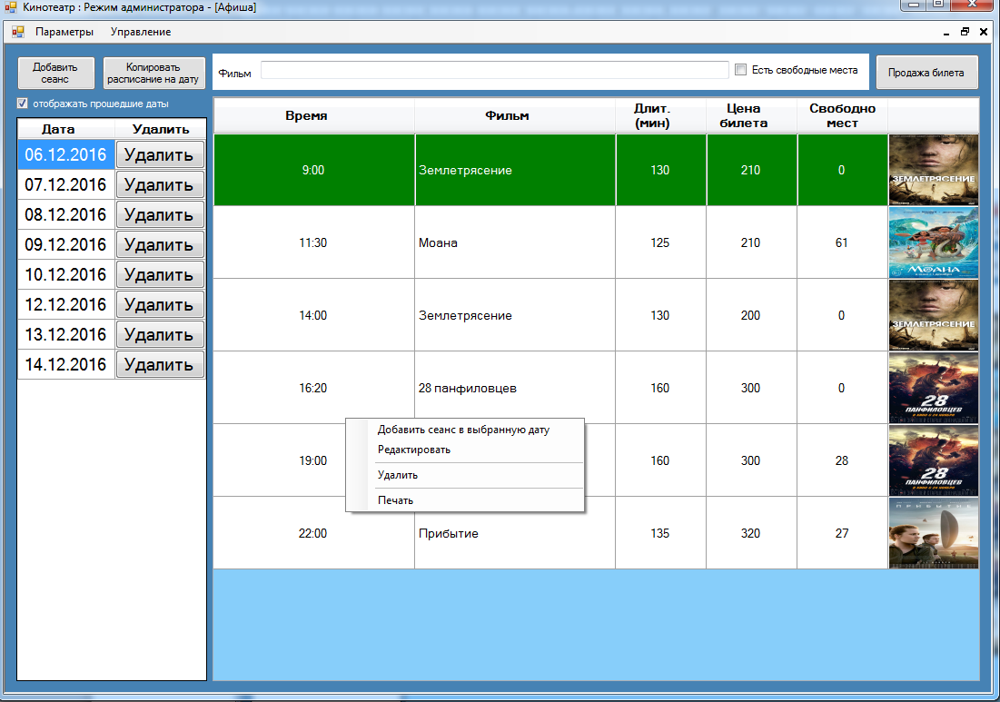 Кинотеатр : Режим администратора - [Афиша]
Параметры Управление
Добавить сеанс
Копировать расписание на дату
Фильм
Есть свободные места
Продажа билета
отображать прошедшие даты
Дата Удалить
06.12.2016 Удалить
07.12.2016 Удалить
08.12.2016 Удалить
09.12.2016 Удалить
10.12.2016 Удалить
12.12.2016 Удалить
13.12.2016 Удалить
14.12.2016 Удалить
Время Фильм Длит. (мин) Цена билета Свободно мест
9:00 Землетрясение 130 210 0
ЗЕМЛЕТРЯСЕНИЕ
11:30 Моана 125 210 61
МОАНА
14:00 Землетрясение 130 200 0
ЗЕМЛЕТРЯСЕНИЕ
16:20 28 панфиловцев 160 300 0
28 ПАНФИЛОВЦЕВ
19:00 160 300 28
28 ПАНФИЛОВЦЕВ
22:00 Прибытие 135 320 27
ПРИБЫТИЕ
Добавить сеанс в выбранную дату
Редактировать
Удалить
Печать